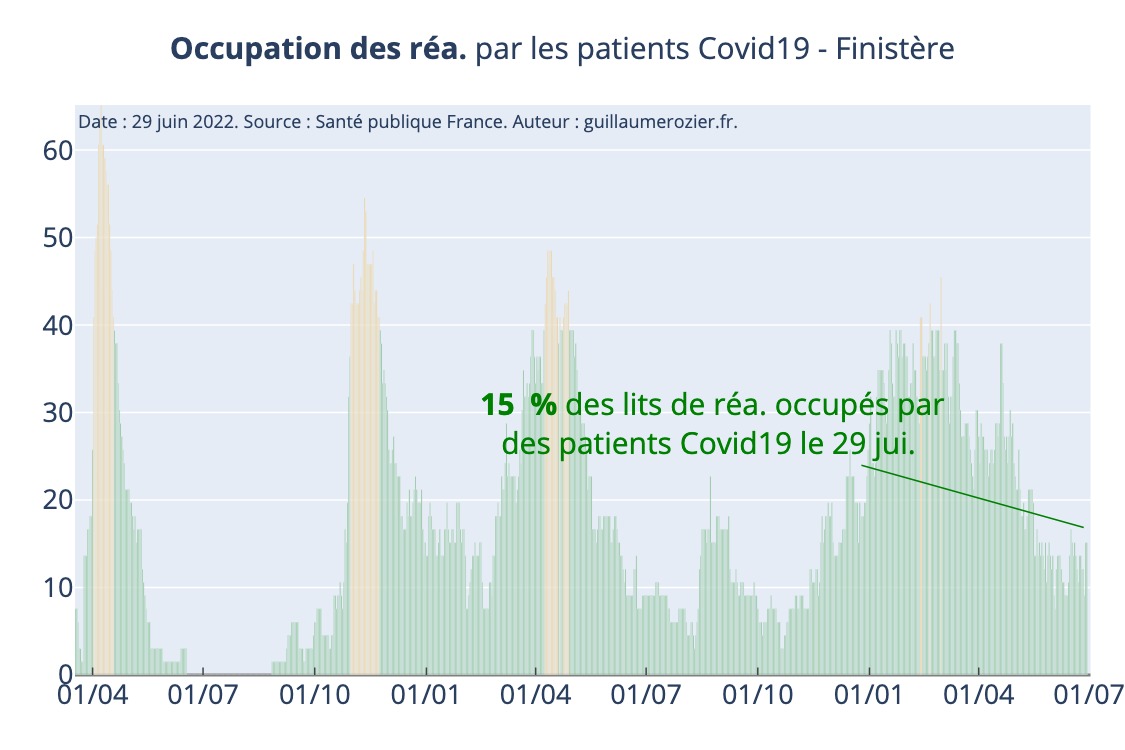 Occupation des réa. par les patients Covid19 - Finistère
Date : 29 juin 2022. Source : Santé publique France. Auteur : guillaumerozier.fr.
60
50
40
30
20
10
0
15 % des lits de réa. occupés par
des patients Covid19 le 29 jui.
01/04 01/07 01/10 01/01 01/04 01/07 01/10 01/01 01/04 01/07